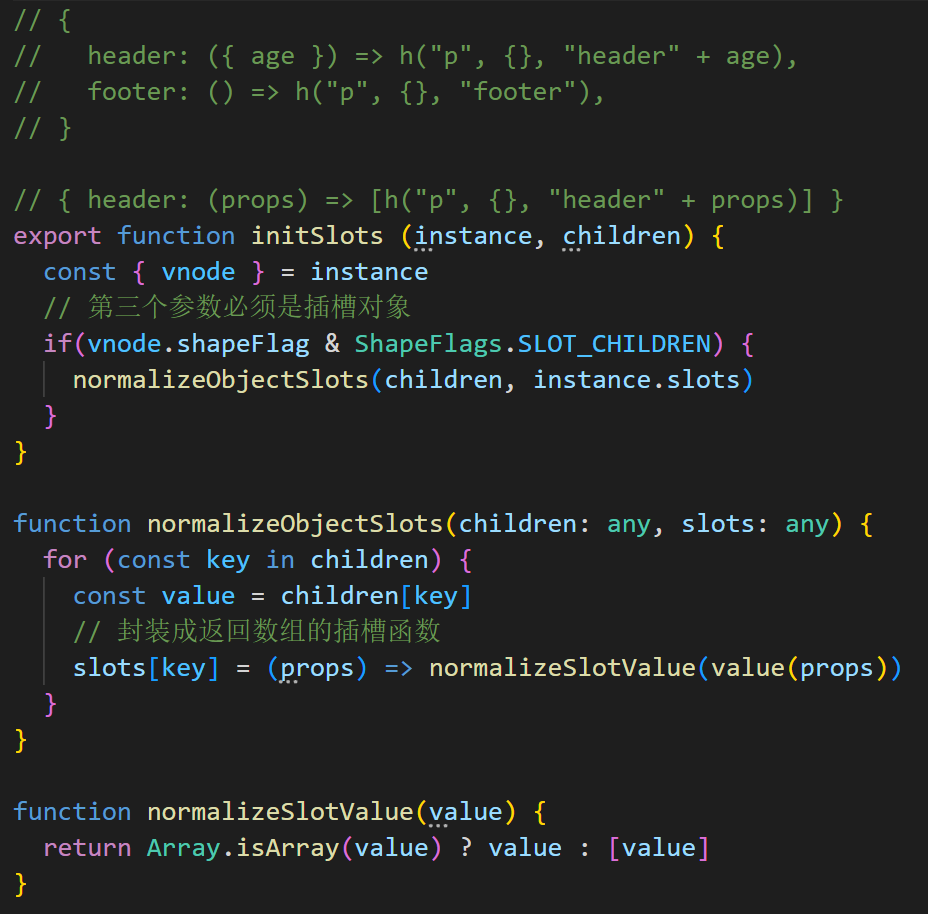 // {
//   header: ({ age }) => h("p", {}, "header" + age),
//   footer: () => h("p", {}, "footer"),
// }
// { header: (props) => [h("p", {}, "header" + props)] }
export function initSlots (instance, children) {
  const { vnode } = instance
  // 第三个参数必须是插槽对象
  if(vnode.shapeFlag & ShapeFlags.SLOT_CHILDREN) {
    normalizeObjectSlots(children, instance.slots)
  }
}
function normalizeObjectSlots(children: any, slots: any) {
  for (const key in children) {
    const value = children[key]
    // 封装成返回数组的插槽函数
    slots[key] = (props) => normalizeSlotValue(value(props))
  }
}
function normalizeSlotValue(value) {
  return Array.isArray(value) ? value : [value]
}